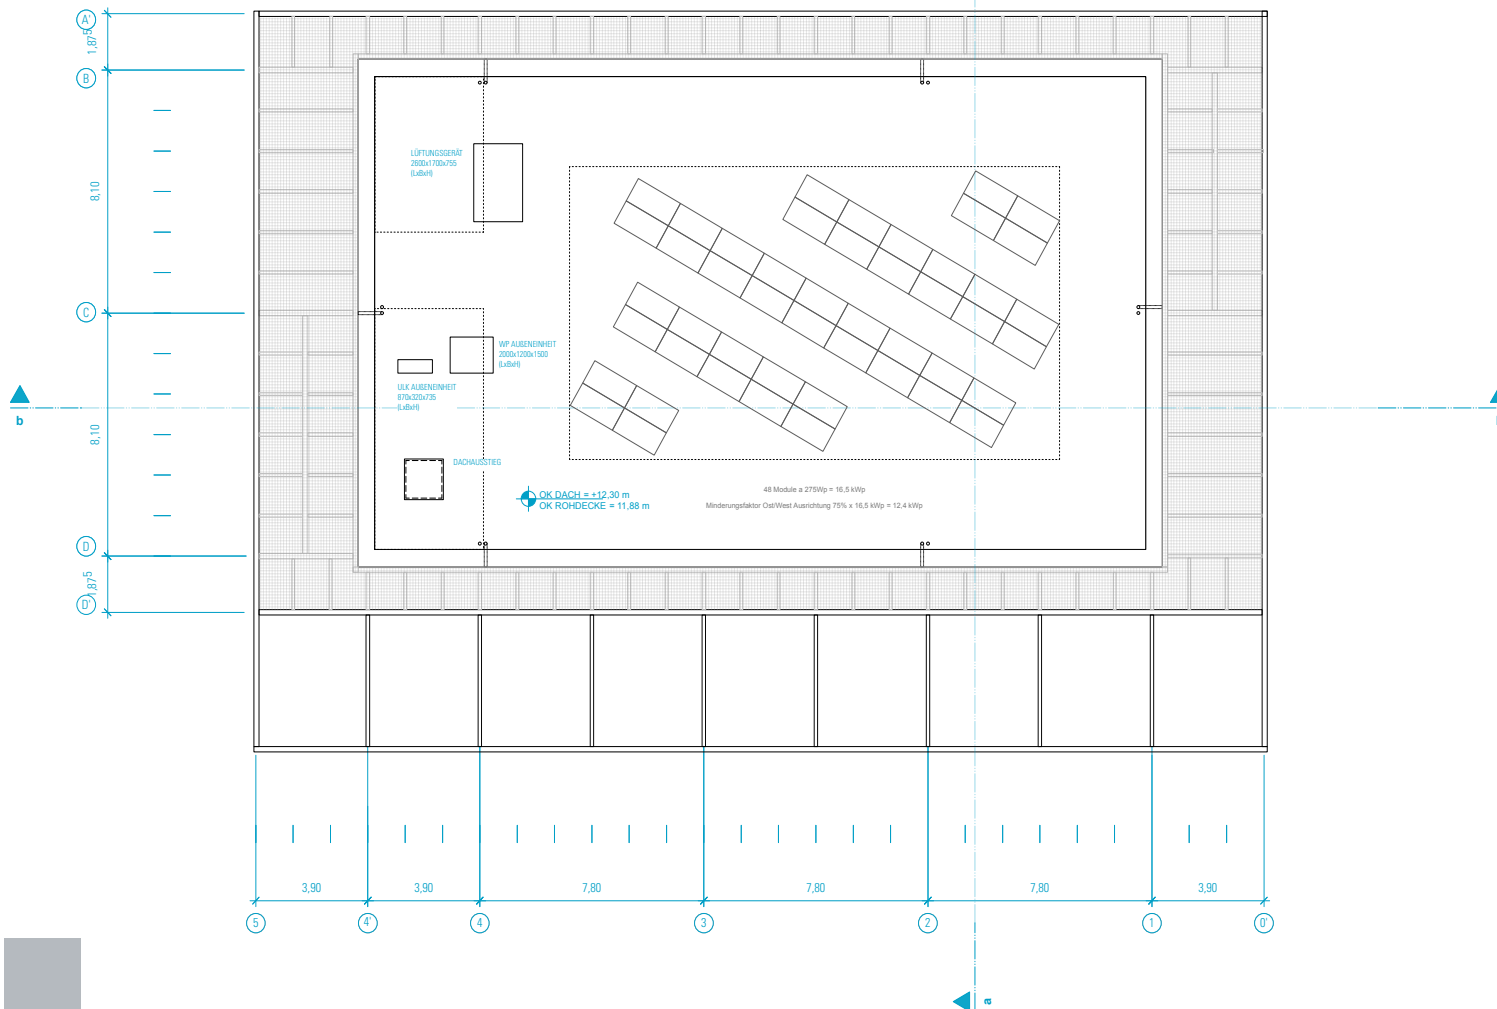 A'
1,875
B
8,10
C
8,10
D
1,875
D'
LÜFTUNGSGERÄT
2600x1700x755
(LxBxH)
WP AUßENEINHEIT
2000x1200x1500
(LxBxH)
ULK AUßENEINHEIT
870x320x735
(LxBxH)
DACHAUSSTIEG
OK DACH = +12,30 m
OK ROHDECKE = 11,88 m
48 Module a 275Wp = 16,5 kWp
Minderungsfaktor Ost/West Ausrichtung 75% x 16,5 kWp = 12,4 kWp
b
3,90
3,90
7,80
7,80
7,80
3,90
5
4'
4
3
2
1
0'
a